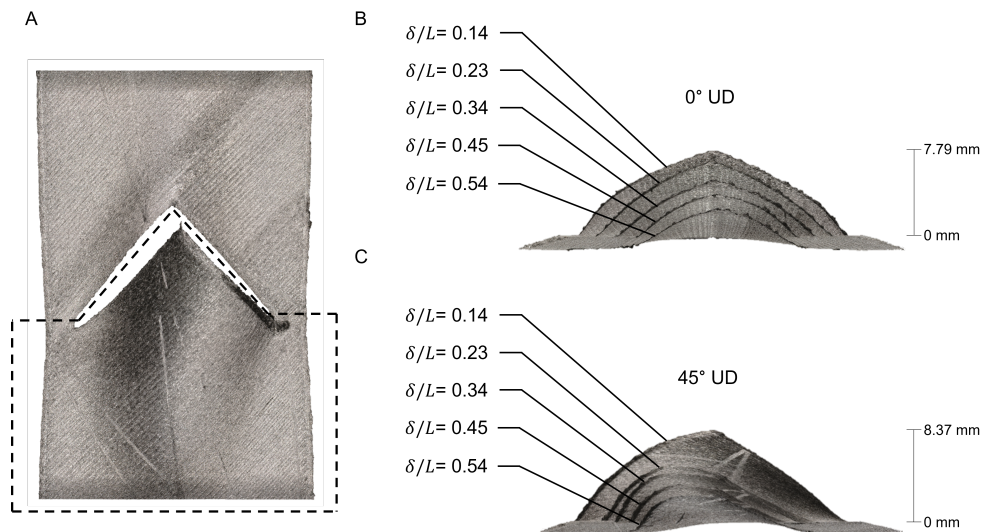 A
B
δ/L= 0.14
δ/L= 0.23
δ/L= 0.34
δ/L= 0.45
δ/L= 0.54
0° UD
7.79 mm
0 mm
C
δ/L= 0.14
δ/L= 0.23
δ/L= 0.34
δ/L= 0.45
δ/L= 0.54
45° UD
8.37 mm
0 mm